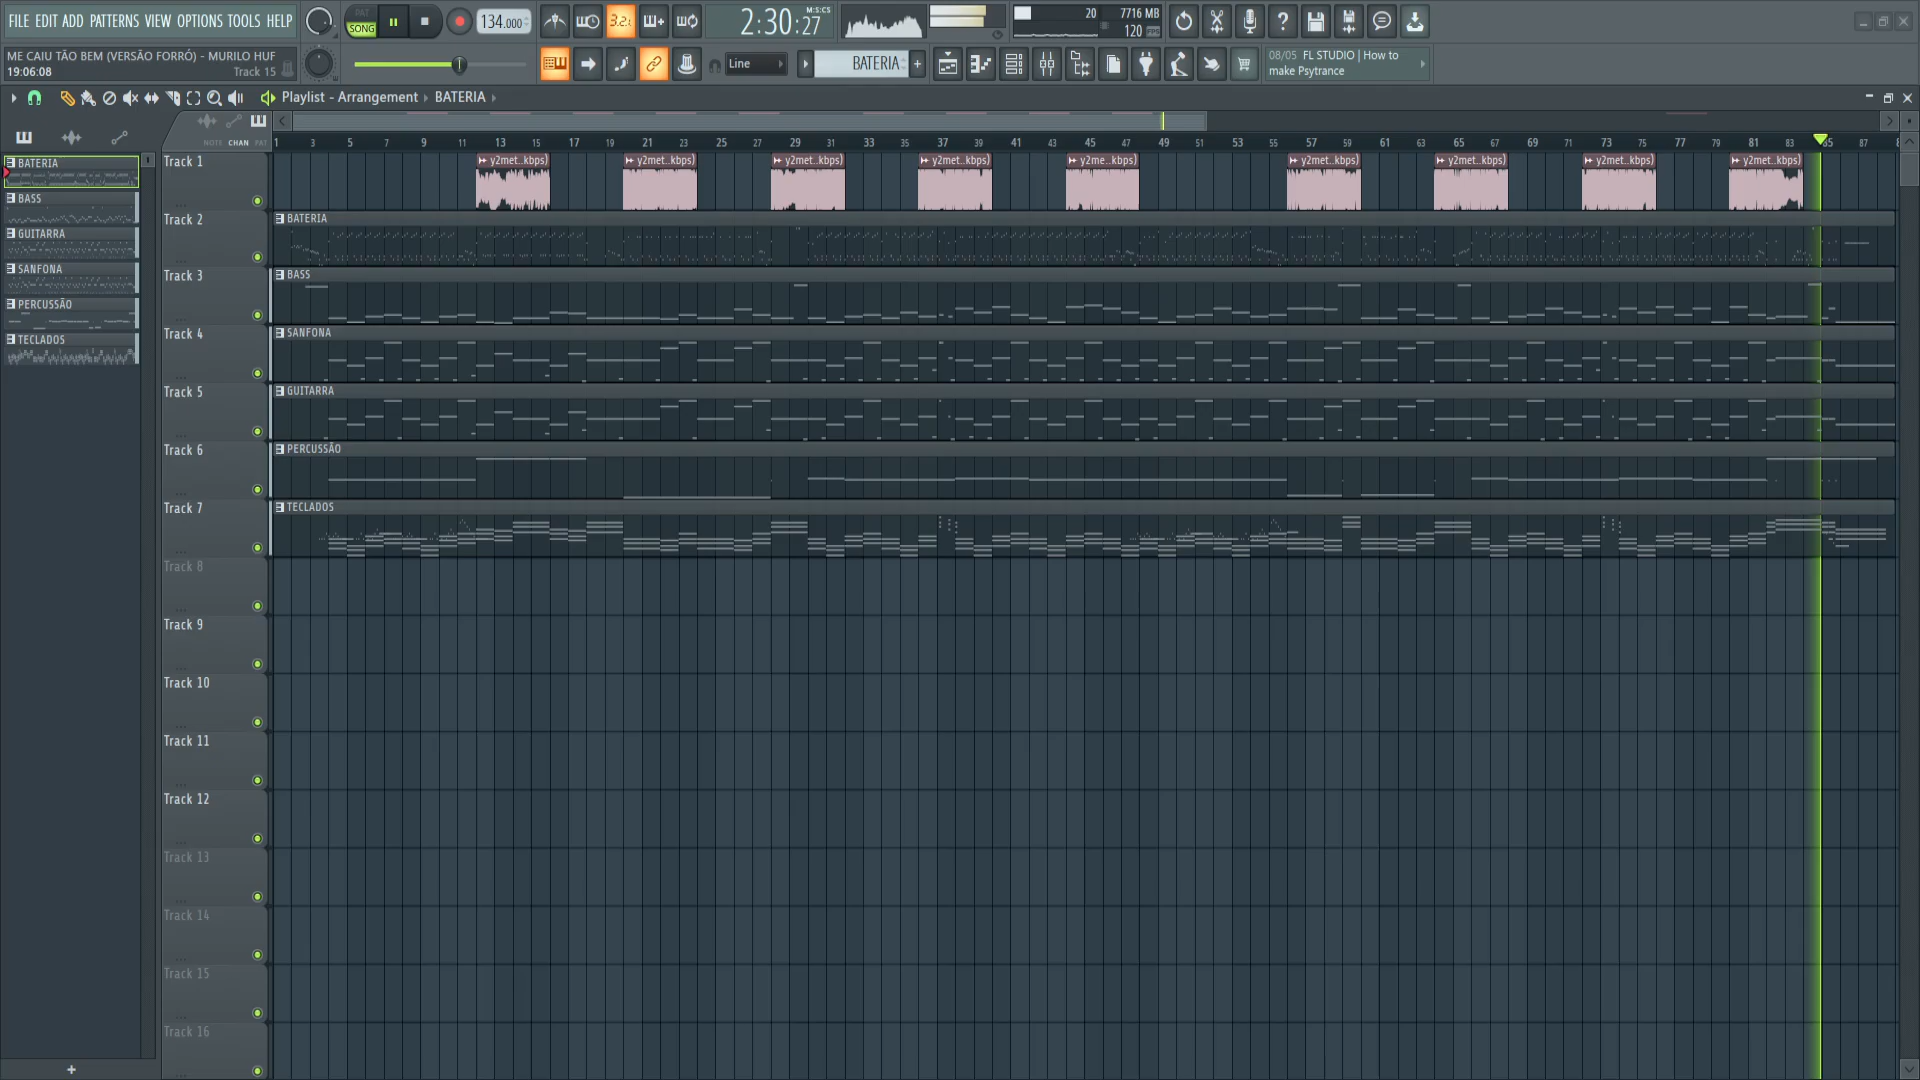 FILE EDIT ADD PATTERNS VIEW OPTIONS TOOLS HELP
PAT
SONG
134.000
3.2.
2:30:27
M:S:CS
20
7716 MB
120
ME CAIU TÃO BEM (VERSÃO FORRÓ) - MURILO HUF
19:06:08
Track 15
Line
BATERIA
08/05 FL STUDIO | How to
make Psytrance
Playlist - Arrangement › BATERIA ›
NOTE CHAN PAT
1 3 5 7 9 11 13 15 17 19 21 23 25 27 29 31 33 35 37 39 41 43 45 47 49 51 53 55 57 59 61 63 65 67 69 71 73 75 77 79 81 83 85 87
BATERIA
BASS
GUITARRA
SANFONA
PERCUSSÃO
TECLADOS
Track 1
y2met..kbps)
y2met..kbps)
y2met..kbps)
y2met..kbps)
y2me..kbps)
y2met..kbps)
y2met..kbps)
y2met..kbps)
y2met..kbps)
Track 2
BATERIA
Track 3
BASS
Track 4
SANFONA
Track 5
GUITARRA
Track 6
PERCUSSÃO
Track 7
TECLADOS
Track 8
Track 9
Track 10
Track 11
Track 12
Track 13
Track 14
Track 15
Track 16